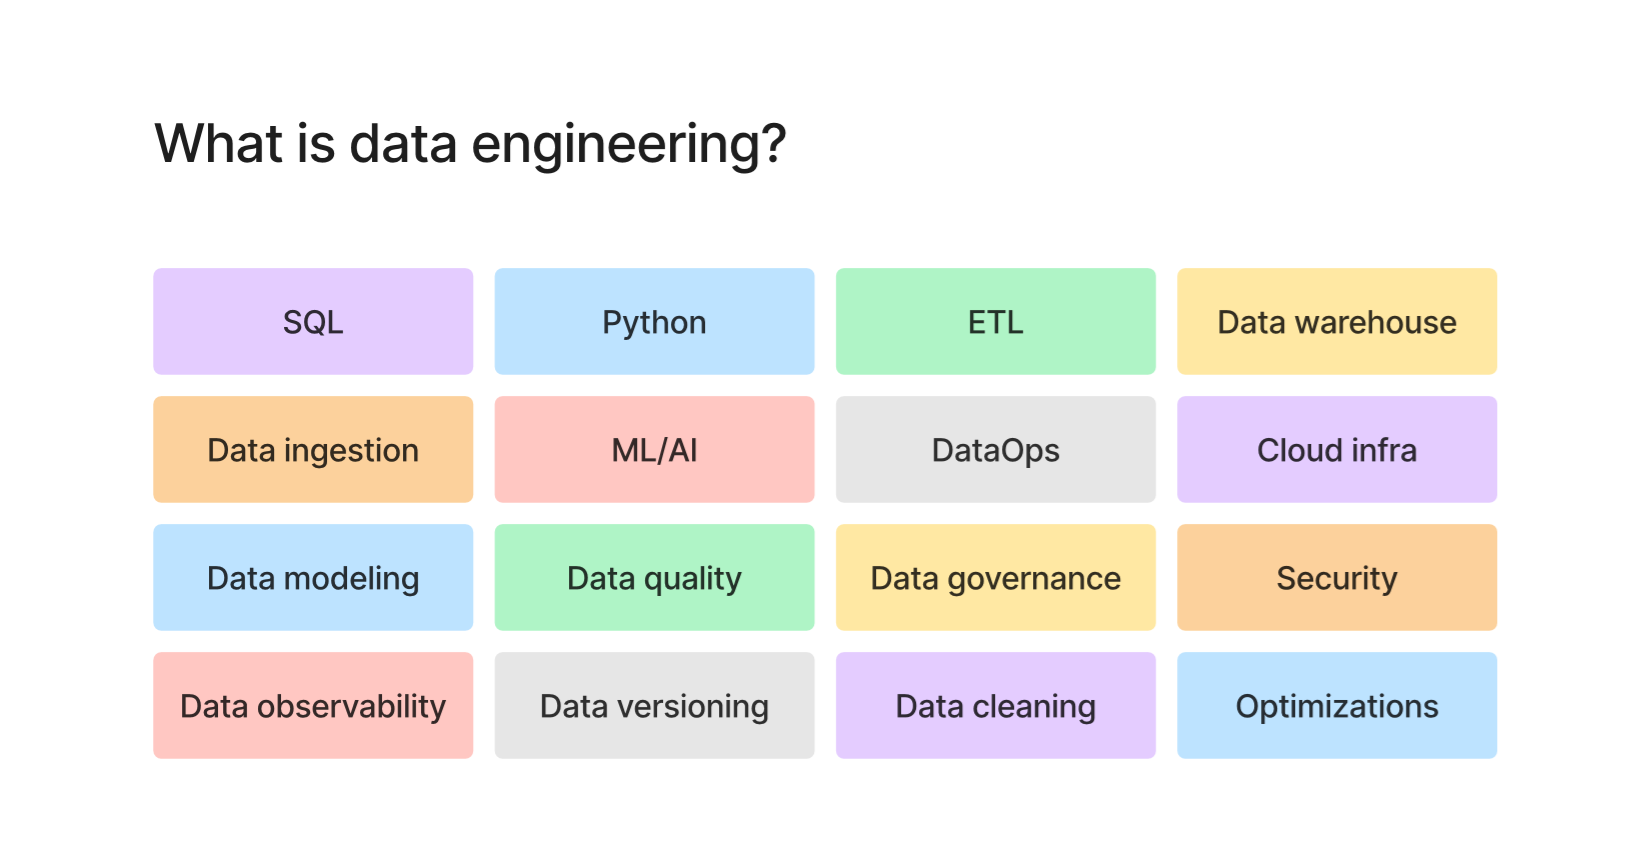 What is data engineering?
SQL
Python
ETL
Data warehouse
Data ingestion
ML/AI
DataOps
Cloud infra
Data modeling
Data quality
Data governance
Security
Data observability
Data versioning
Data cleaning
Optimizations